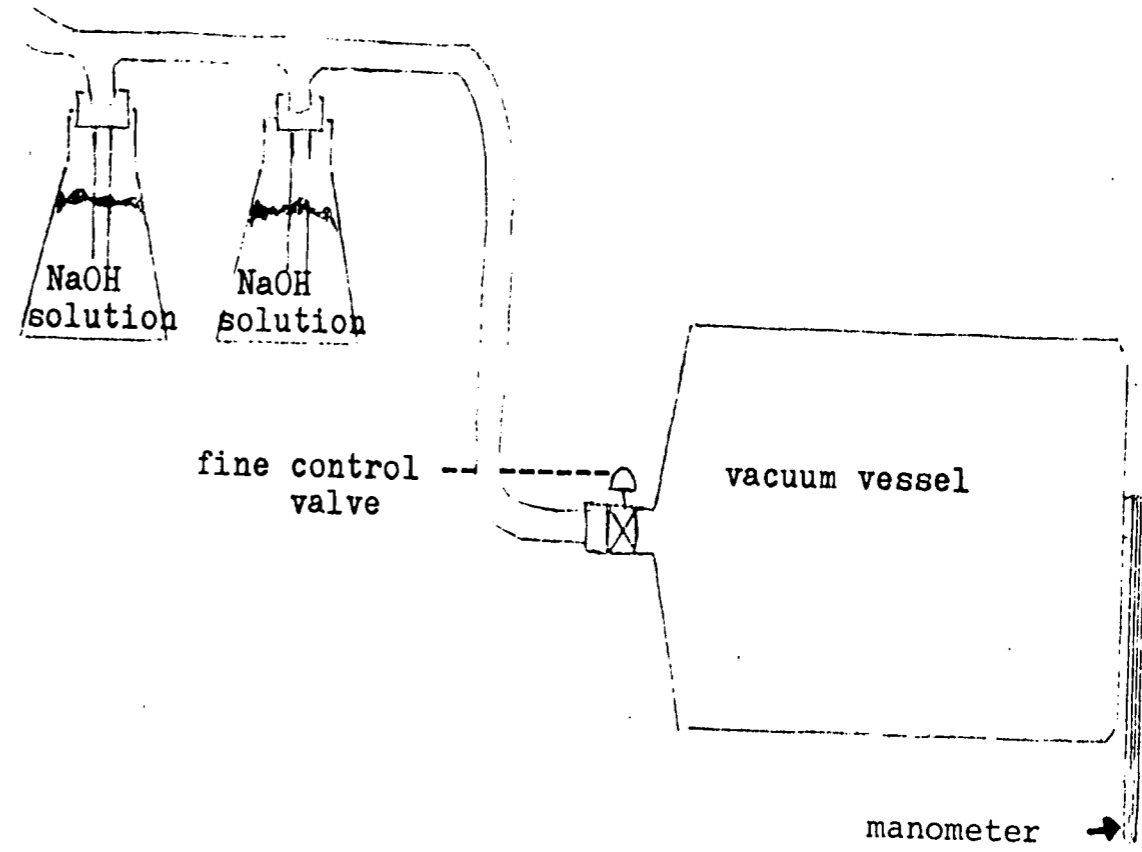 NaOH
solution
NaOH
solution
fine control
valve
vacuum vessel
manometer